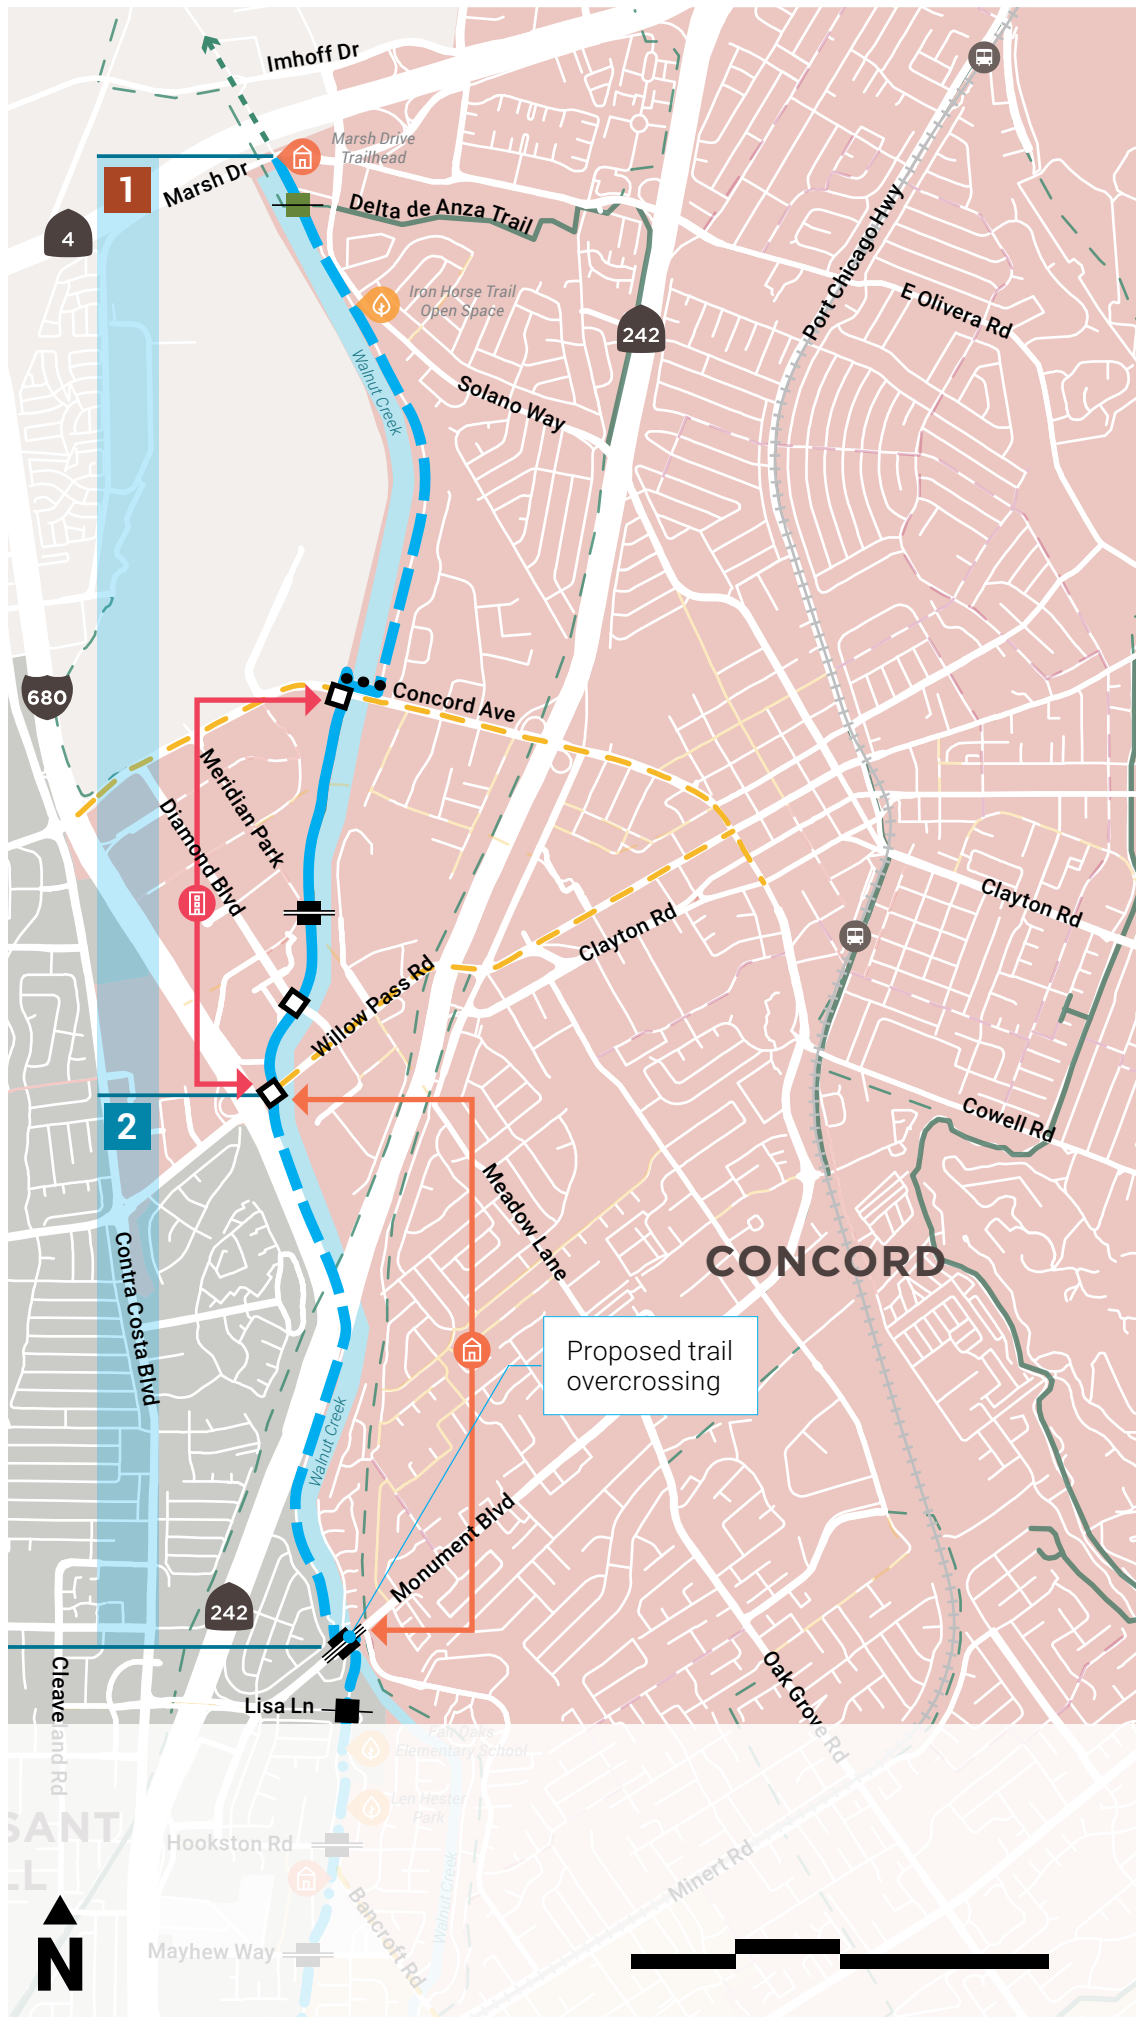 Imhoff Dr
Marsh Drive
Trailhead
1
Marsh Dr
4
Delta de Anza Trail
Iron Horse Trail
Open Space
Port Chicago Hwy
E Olivera Rd
242
Walnut Creek
Solano Way
680
Concord Ave
Meridian Park
Diamond Blvd
Clayton Rd
Clayton Rd
Willow Pass Rd
2
Cowell Rd
Meadow Lane
Contra Costa Blvd
CONCORD
Proposed trail
overcrossing
Walnut Creek
Monument Blvd
242
Cleaveland Rd
Lisa Ln
Oak Grove Rd
Fair Oaks
Elementary School
Len Hester
Park
SANT
LL
Hookston Rd
Minert Rd
Bancroft Rd
Walnut Creek
Mayhew Way
N